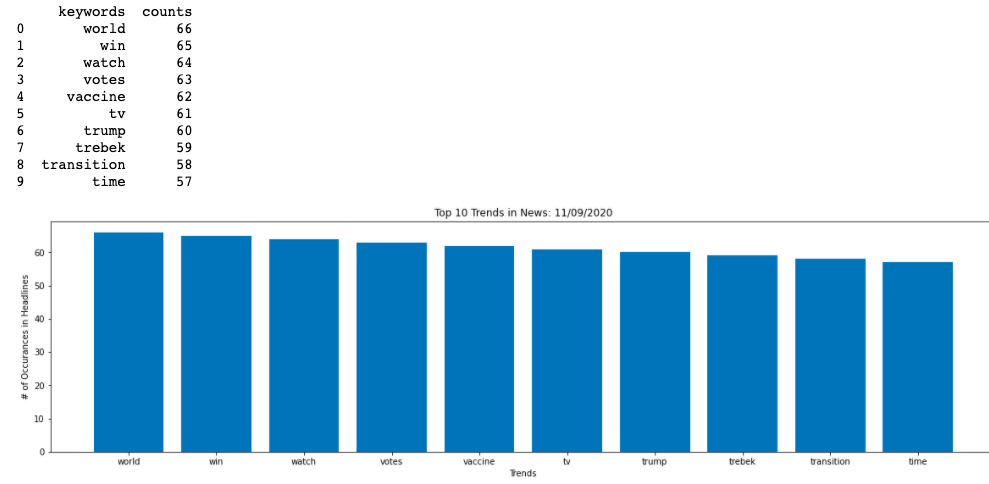 keywords counts
0 world 66
1 win 65
2 watch 64
3 votes 63
4 vaccine 62
5 tv 61
6 trump 60
7 trebek 59
8 transition 58
9 time 57
Top 10 Trends in News: 11/09/2020
# of Occurances in Headlines
60
50
40
30
20
10
0
world win watch votes vaccine tv trump trebek transition time
Trends